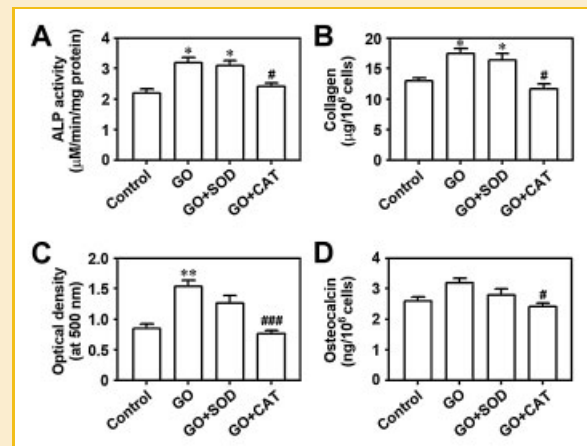 A
ALP activity
(μM/min/mg protein)
4
3
2
1
0
* * #
Control GO GO+SOD GO+CAT
B
Collagen
(μg/10⁶ cells)
20
15
10
5
0
* * #
Control GO GO+SOD GO+CAT
C
Optical density
(at 500 nm)
2.0
1.5
1.0
0.5
0
** ###
Control GO GO+SOD GO+CAT
D
Osteocalcin
(ng/10⁶ cells)
4
3
2
1
0
#
Control GO GO+SOD GO+CAT